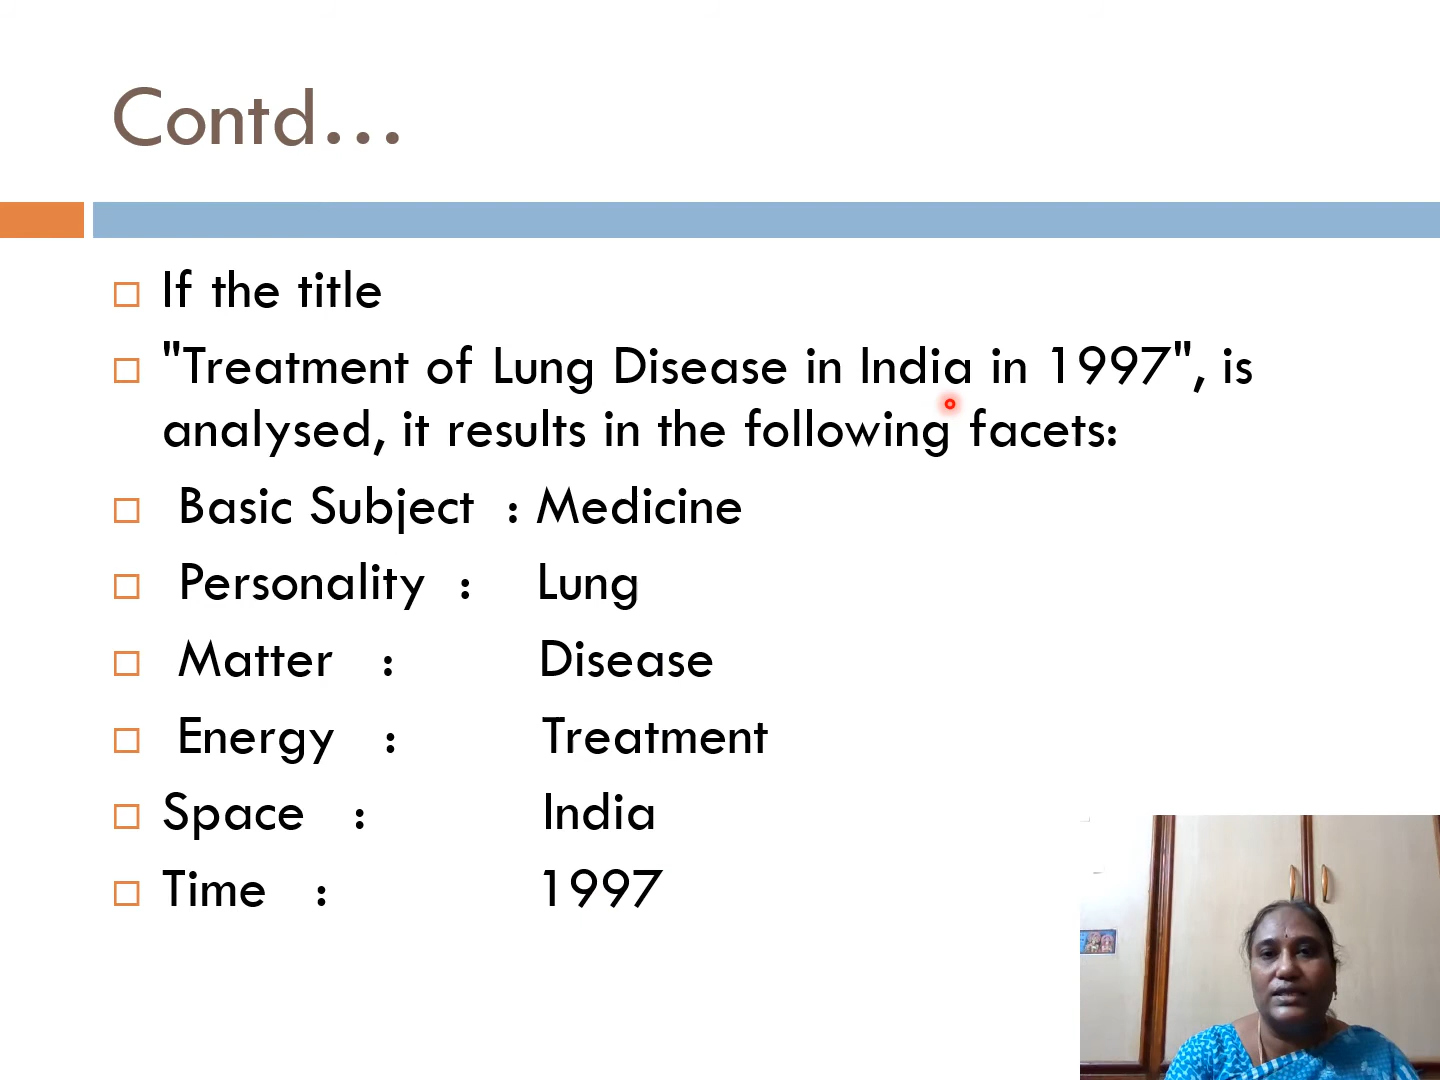 Contd...
If the title
"Treatment of Lung Disease in India in 1997", is
analysed, it results in the following facets:
Basic Subject : Medicine
Personality : Lung
Matter : Disease
Energy : Treatment
Space : India
Time : 1997